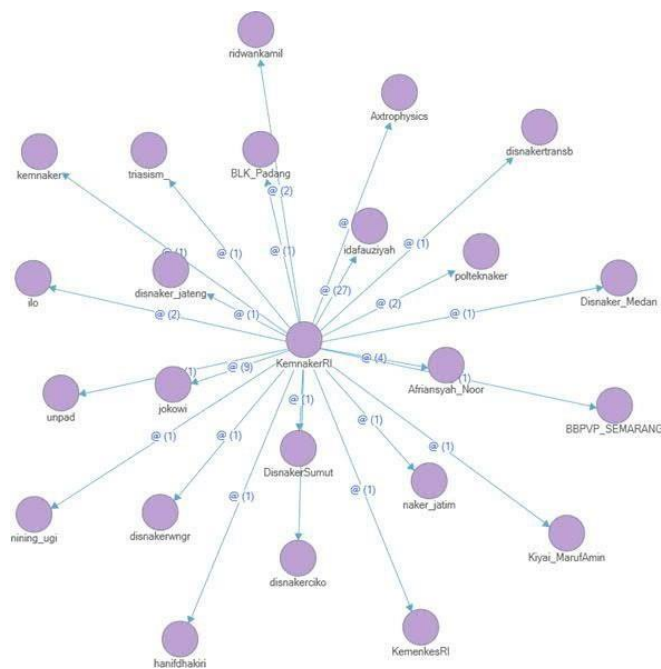 ridwankamil
Axtrophysics
disnakertransb
kemnaker
triasism_
BLK_Padang
@ (2)
@
idafauziyah
@ (1)
@ (1)
@ (1)
@ (1)
polteknaker
ilo
disnaker_jateng
@ (27)
@ (2)
Disnaker_Medan
@ (2)
@ (1)
@ (1)
KemnakerRI
unpad
(1)
jokowi
@ (9)
@ (4)
Afriansyah_Noor
(1)
BBPVP_SEMARANG
@ (1)
@ (1)
@ (1)
@ (1)
DisnakerSumut
naker_jatim
@ (1)
@ (1)
nining_ugi
disnakerwngr
disnakerciko
Kiyai_MarufAmin
hanifdhakiri
KemenkesRI